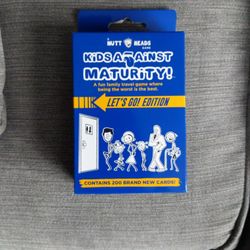 NUTT HEADS
GAME
KiDS AGAiNST
MATURiTY!
A fun family travel game where
being the worst is the best.
LET'S GO! EDITION
CONTAINS 200 BRAND NEW CARDS!